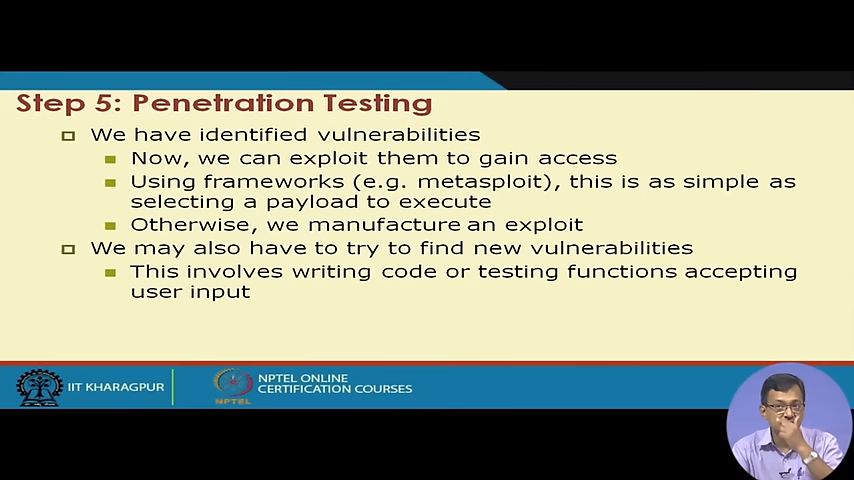 Step 5: Penetration Testing
We have identified vulnerabilities
Now, we can exploit them to gain access
Using frameworks (e.g. metasploit), this is as simple as
selecting a payload to execute
Otherwise, we manufacture an exploit
We may also have to try to find new vulnerabilities
This involves writing code or testing functions accepting
user input
IIT KHARAGPUR
NPTEL
NPTEL ONLINE
CERTIFICATION COURSES